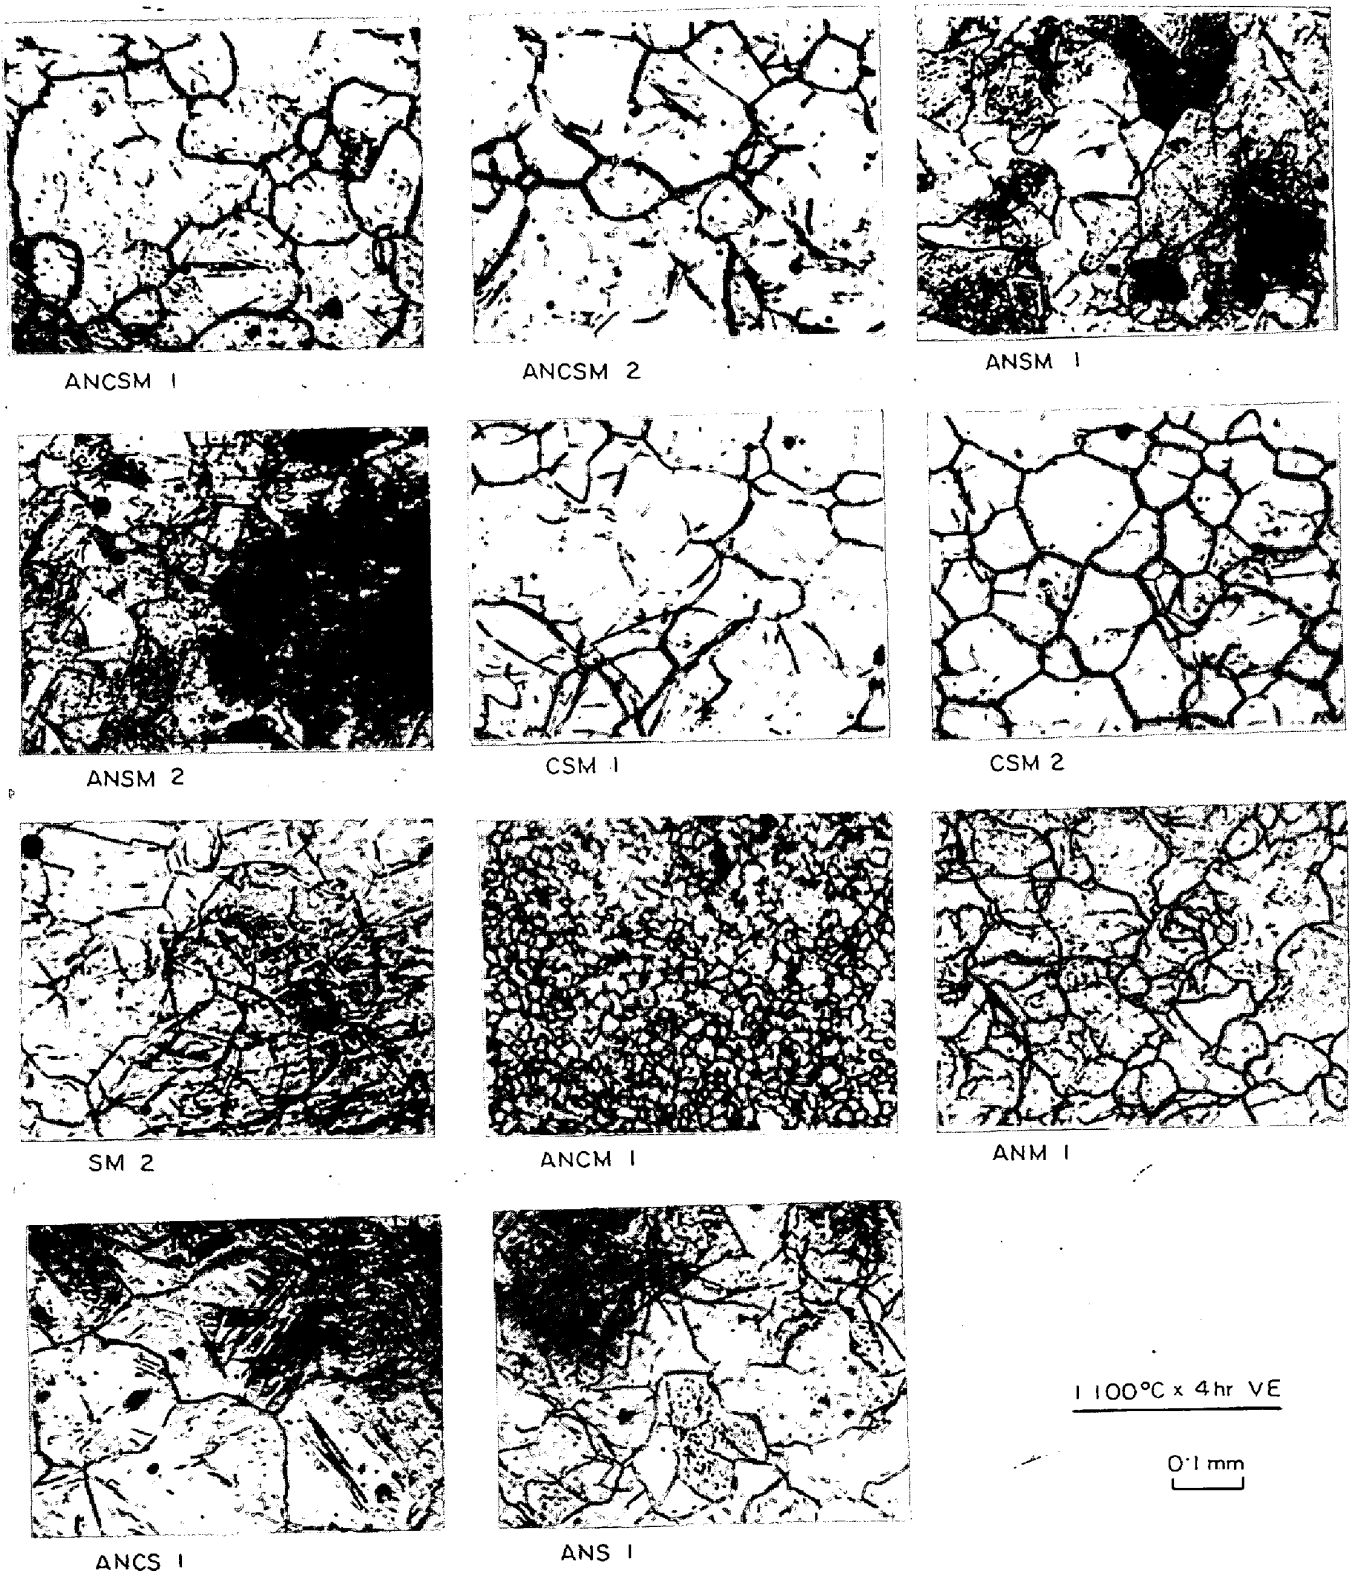 ANCSM 1
ANCSM 2
ANSM 1
ANSM 2
CSM 1
CSM 2
SM 2
ANCM 1
ANM 1
ANCS 1
ANS 1
1100°C x 4hr VE
0·1 mm